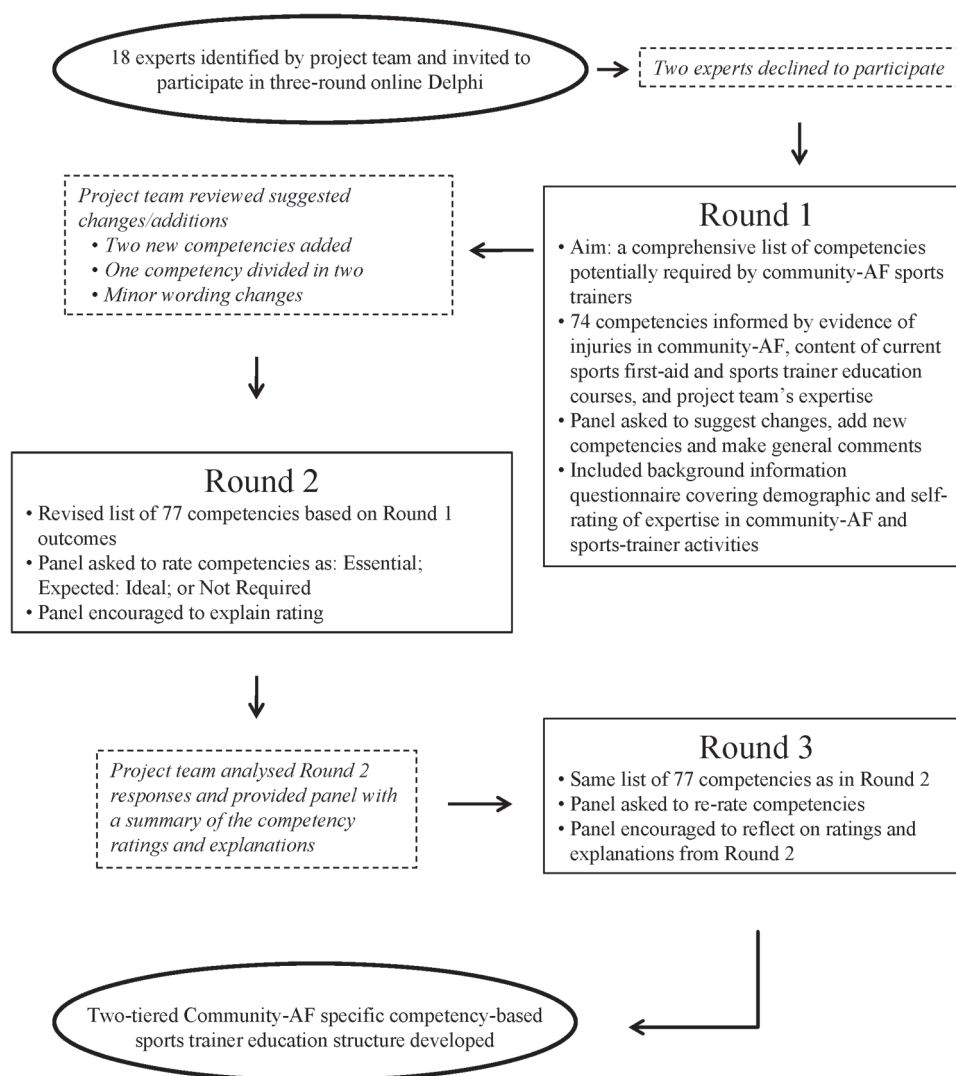 18 experts identified by project team and invited to
participate in three-round online Delphi
Two experts declined to participate
Round 1
• Aim: a comprehensive list of competencies
potentially required by community-AF sports
trainers
• 74 competencies informed by evidence of
injuries in community-AF, content of current
sports first-aid and sports trainer education
courses, and project team's expertise
• Panel asked to suggest changes, add new
competencies and make general comments
• Included background information
questionnaire covering demographic and self-
rating of expertise in community-AF and
sports-trainer activities
Project team reviewed suggested
changes/additions
• Two new competencies added
• One competency divided in two
• Minor wording changes
Round 2
• Revised list of 77 competencies based on Round 1
outcomes
• Panel asked to rate competencies as: Essential;
Expected: Ideal; or Not Required
• Panel encouraged to explain rating
Project team analysed Round 2
responses and provided panel with
a summary of the competency
ratings and explanations
Round 3
• Same list of 77 competencies as in Round 2
• Panel asked to re-rate competencies
• Panel encouraged to reflect on ratings and
explanations from Round 2
Two-tiered Community-AF specific competency-based
sports trainer education structure developed